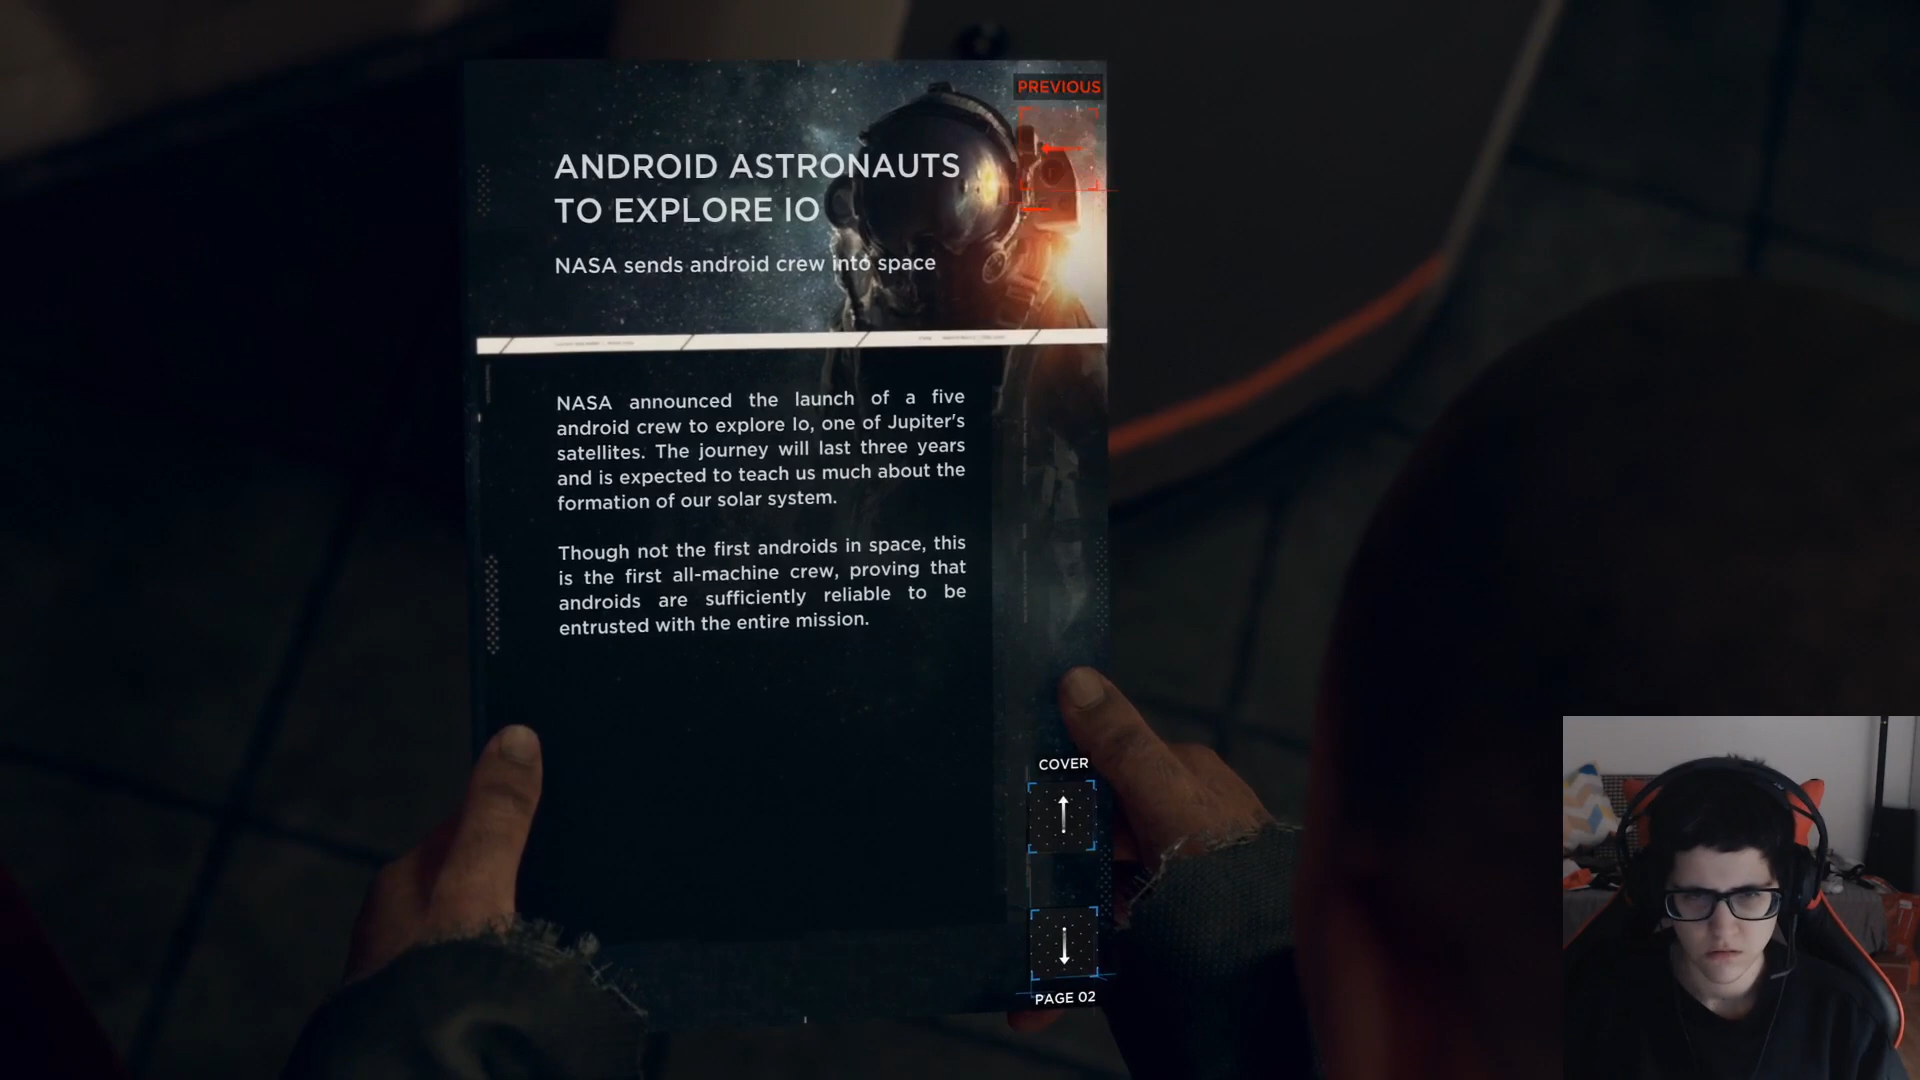 PREVIOUS
ANDROID ASTRONAUTS
TO EXPLORE IO
NASA sends android crew into space
NASA announced the launch of a five
android crew to explore Io, one of Jupiter's
satellites. The journey will last three years
and is expected to teach us much about the
formation of our solar system.
Though not the first androids in space, this
is the first all-machine crew, proving that
androids are sufficiently reliable to be
entrusted with the entire mission.
COVER
PAGE 02